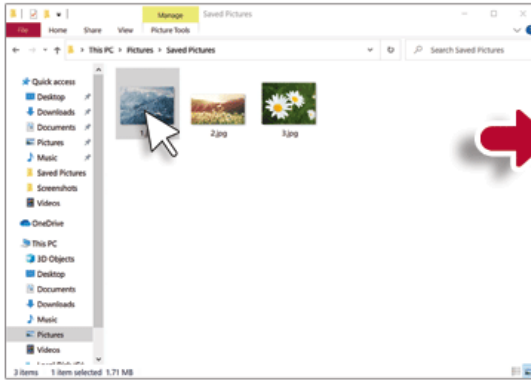 Manage
Saved Pictures
File
Home
Share
View
Picture Tools
This PC
Pictures
Saved Pictures
Search Saved Pictures
Quick access
Desktop
Downloads
Documents
Pictures
Music
Saved Pictures
Screenshots
Videos
OneDrive
This PC
3D Objects
Desktop
Documents
Downloads
Music
Pictures
Videos
2.jpg
3.jpg
3 items
1 item selected 1.71 MB